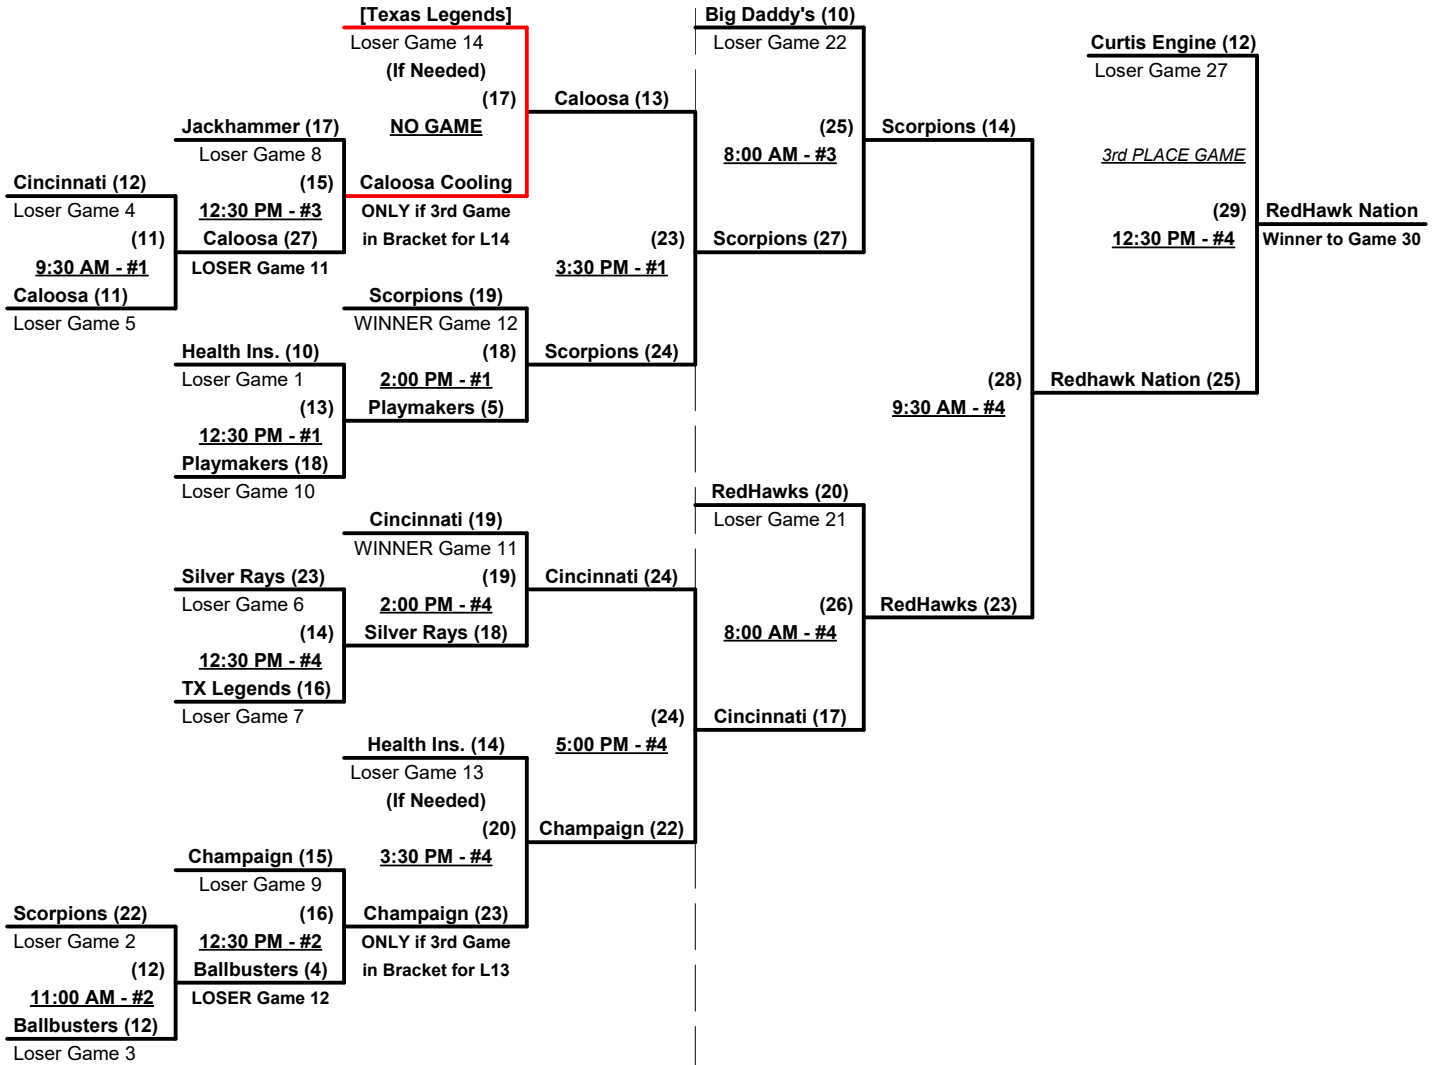 [Texas Legends]
Loser Game 14
(If Needed)
(17)
NO GAME
Caloosa Cooling
ONLY if 3rd Game
in Bracket for L14
Jackhammer (17)
Loser Game 8
(15)
12:30 PM - #3
Caloosa (27)
LOSER Game 11
Cincinnati (12)
Loser Game 4
(11)
9:30 AM - #1
Caloosa (11)
Loser Game 5
Health Ins. (10)
Loser Game 1
(13)
12:30 PM - #1
Playmakers (18)
Loser Game 10
Scorpions (19)
WINNER Game 12
(18)
2:00 PM - #1
Playmakers (5)
Caloosa (13)
(23)
3:30 PM - #1
Scorpions (24)
Big Daddy's (10)
Loser Game 22
(25)
8:00 AM - #3
Scorpions (27)
Scorpions (14)
(28)
9:30 AM - #4
RedHawks (23)
Curtis Engine (12)
Loser Game 27
3rd PLACE GAME
(29)
12:30 PM - #4
Redhawk Nation (25)
RedHawk Nation
Winner to Game 30
Cincinnati (19)
WINNER Game 11
(19)
2:00 PM - #4
Silver Rays (18)
Silver Rays (23)
Loser Game 6
(14)
12:30 PM - #4
TX Legends (16)
Loser Game 7
Cincinnati (24)
(24)
5:00 PM - #4
Champaign (22)
RedHawks (20)
Loser Game 21
(26)
8:00 AM - #4
Cincinnati (17)
Health Ins. (14)
Loser Game 13
(If Needed)
(20)
3:30 PM - #4
Champaign (23)
ONLY if 3rd Game
in Bracket for L13
Champaign (15)
Loser Game 9
(16)
12:30 PM - #2
Ballbusters (4)
LOSER Game 12
Scorpions (22)
Loser Game 2
(12)
11:00 AM - #2
Ballbusters (12)
Loser Game 3